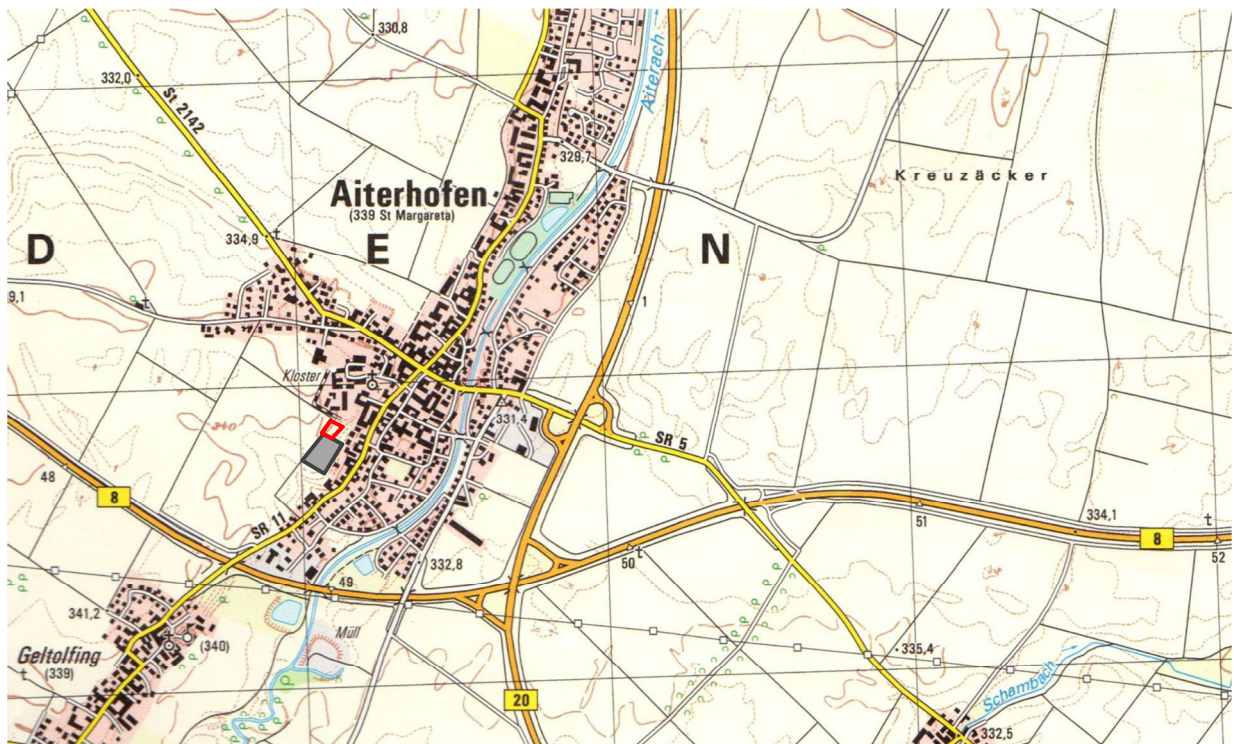 330,8
332,0
St 2142
Aiterach
329,7
Kreuzäcker
Aiterhofen
(339 St Margareta)
334,9
D
E
N
9,1
1
Kloster
331,4
340
SR 5
48
8
SR 11
51
334,1
8
52
50
332,8
49
341,2
(340)
Müll
Geltolfing
(339)
335,4
Schambach
20
332,5